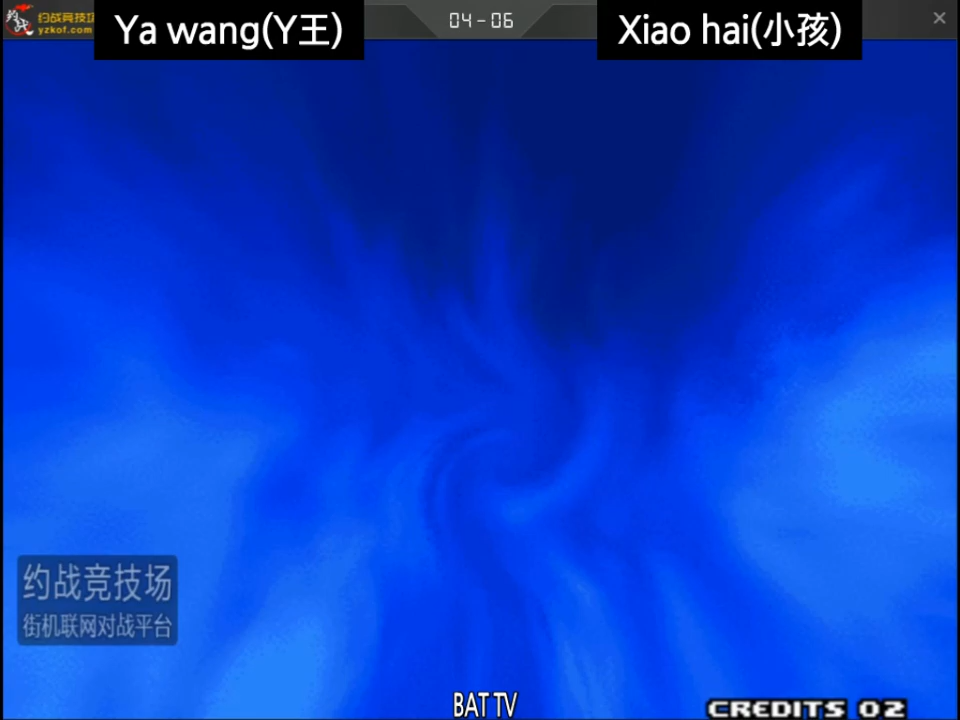 约战竞技场
yzkof.com
Ya wang(Y王)
04-06
Xiao hai(小孩)
约战竞技场
街机联网对战平台
BAT TV
CREDITS 02